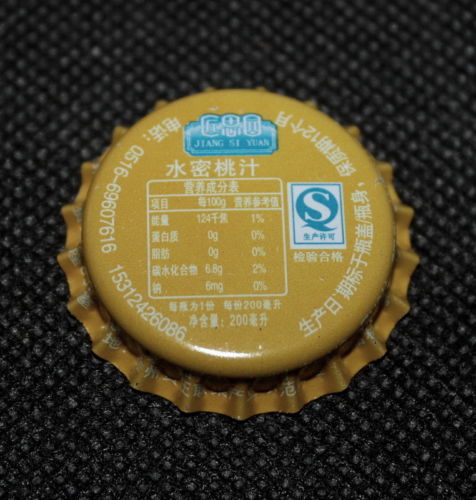 JIANG SI YUAN
水密桃汁
营养成分表
项目 每100g 营养参考值
能量 124千焦 1%
蛋白质 0g 0%
脂肪 0g 0%
碳水化合物 6.8g 2%
钠 6mg 0%
每瓶为1份 每份200毫升
净含量：200毫升
S
生产许可
检验合格
电话：0516-69607616 15312426086
生产日期标于瓶盖/瓶身、保质期12个月